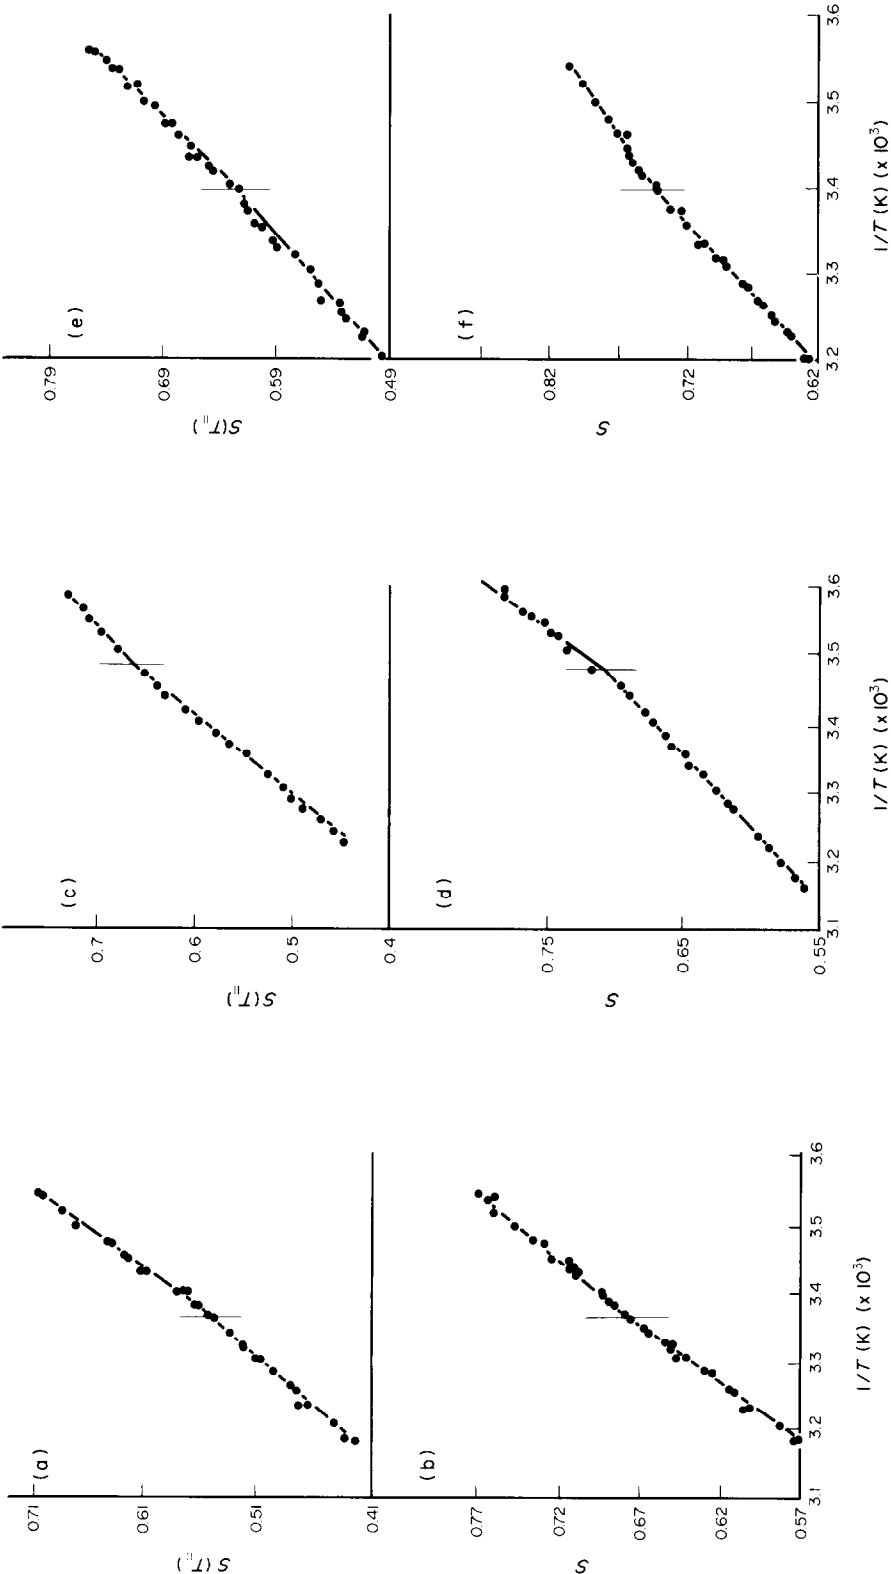 (a)
0.71
0.61
0.51
0.41
S(T∥)
(b)
0.77
0.72
0.67
0.62
0.57
S
3.1
3.2
3.3
3.4
3.5
3.6
1/T (K) (x 10³)
(c)
0.7
0.6
0.5
0.4
S(T∥)
(d)
0.75
0.65
0.55
S
3.1
3.2
3.3
3.4
3.5
3.6
1/T (K) (x 10³)
(e)
0.79
0.69
0.59
0.49
S(T∥)
(f)
0.82
0.72
0.62
S
3.2
3.3
3.4
3.5
3.6
1/T (K) (x 10³)